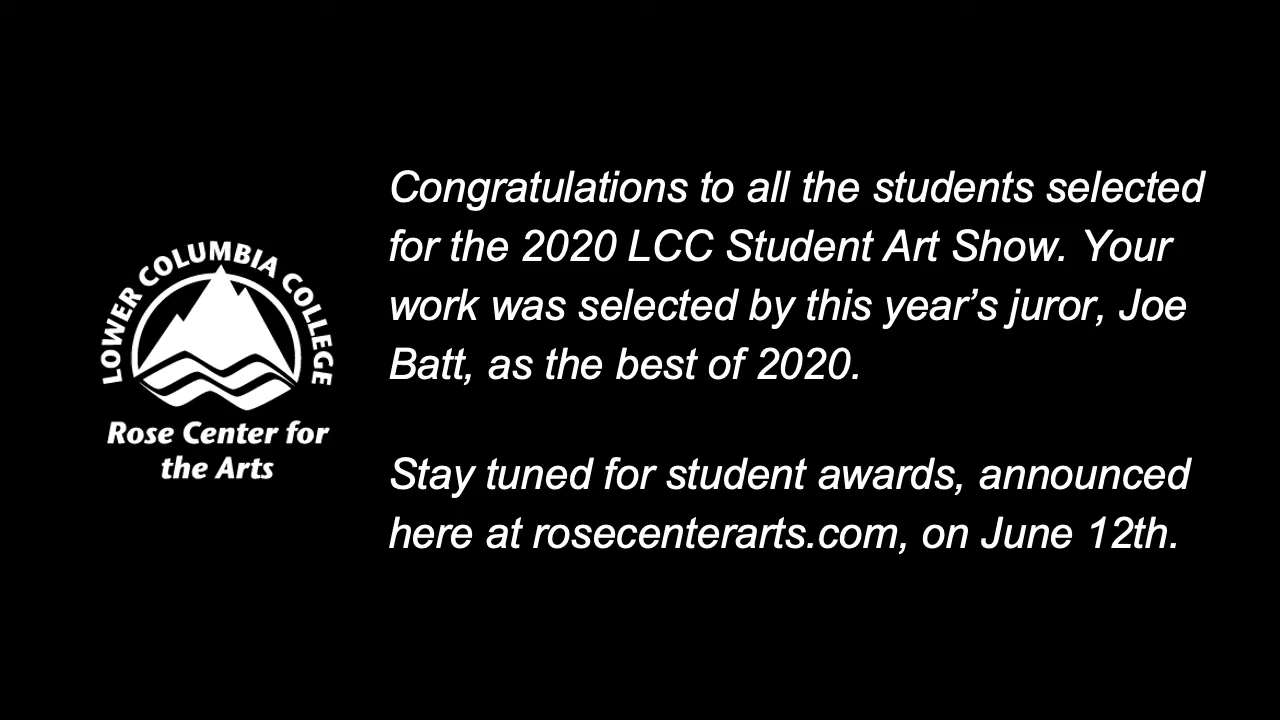 LOWER COLUMBIA COLLEGE
Rose Center for
the Arts
Congratulations to all the students selected
for the 2020 LCC Student Art Show. Your
work was selected by this year’s juror, Joe
Batt, as the best of 2020.
Stay tuned for student awards, announced
here at rosecenterarts.com, on June 12th.